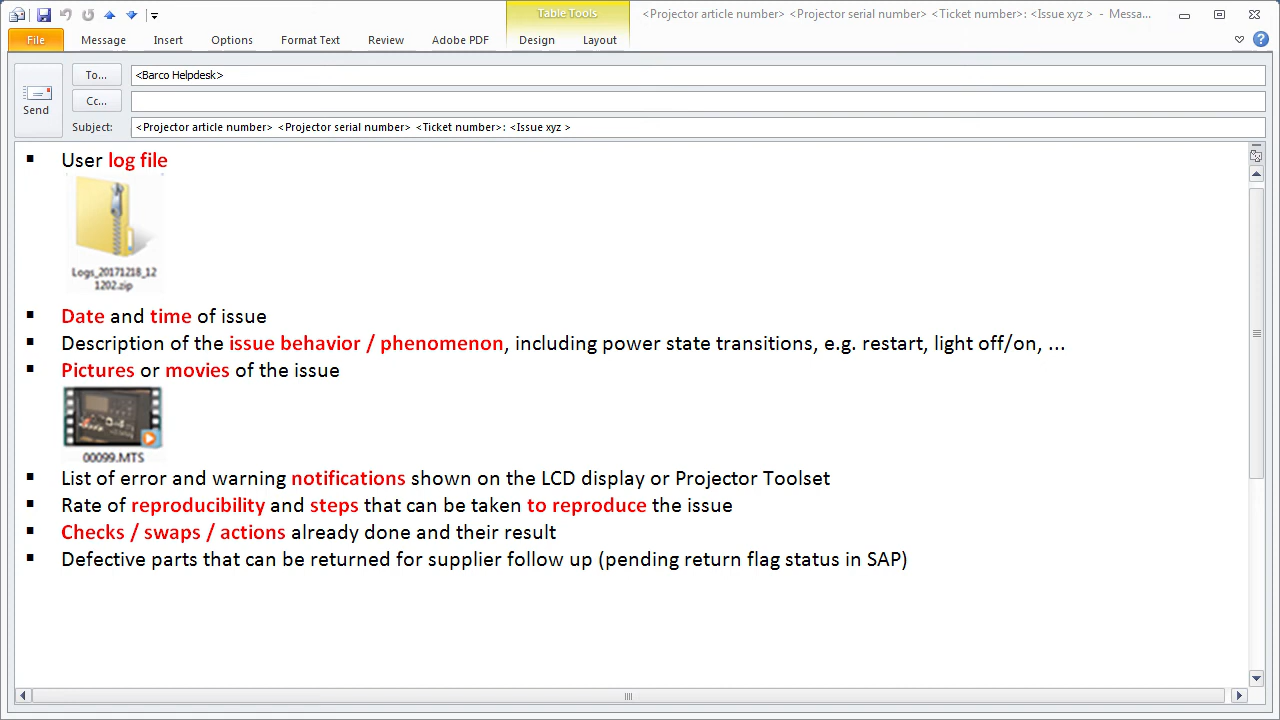 Table Tools
<Projector article number> <Projector serial number> <Ticket number>: <Issue xyz > - Messa...
File Message Insert Options Format Text Review Adobe PDF Design Layout
To... <Barco Helpdesk>
Cc...
Send
Subject: <Projector article number> <Projector serial number> <Ticket number>: <Issue xyz >
▪ User log file
Logs_20171218_12
1202.zip
▪ Date and time of issue
▪ Description of the issue behavior / phenomenon, including power state transitions, e.g. restart, light off/on, ...
▪ Pictures or movies of the issue
00099.MTS
▪ List of error and warning notifications shown on the LCD display or Projector Toolset
▪ Rate of reproducibility and steps that can be taken to reproduce the issue
▪ Checks / swaps / actions already done and their result
▪ Defective parts that can be returned for supplier follow up (pending return flag status in SAP)